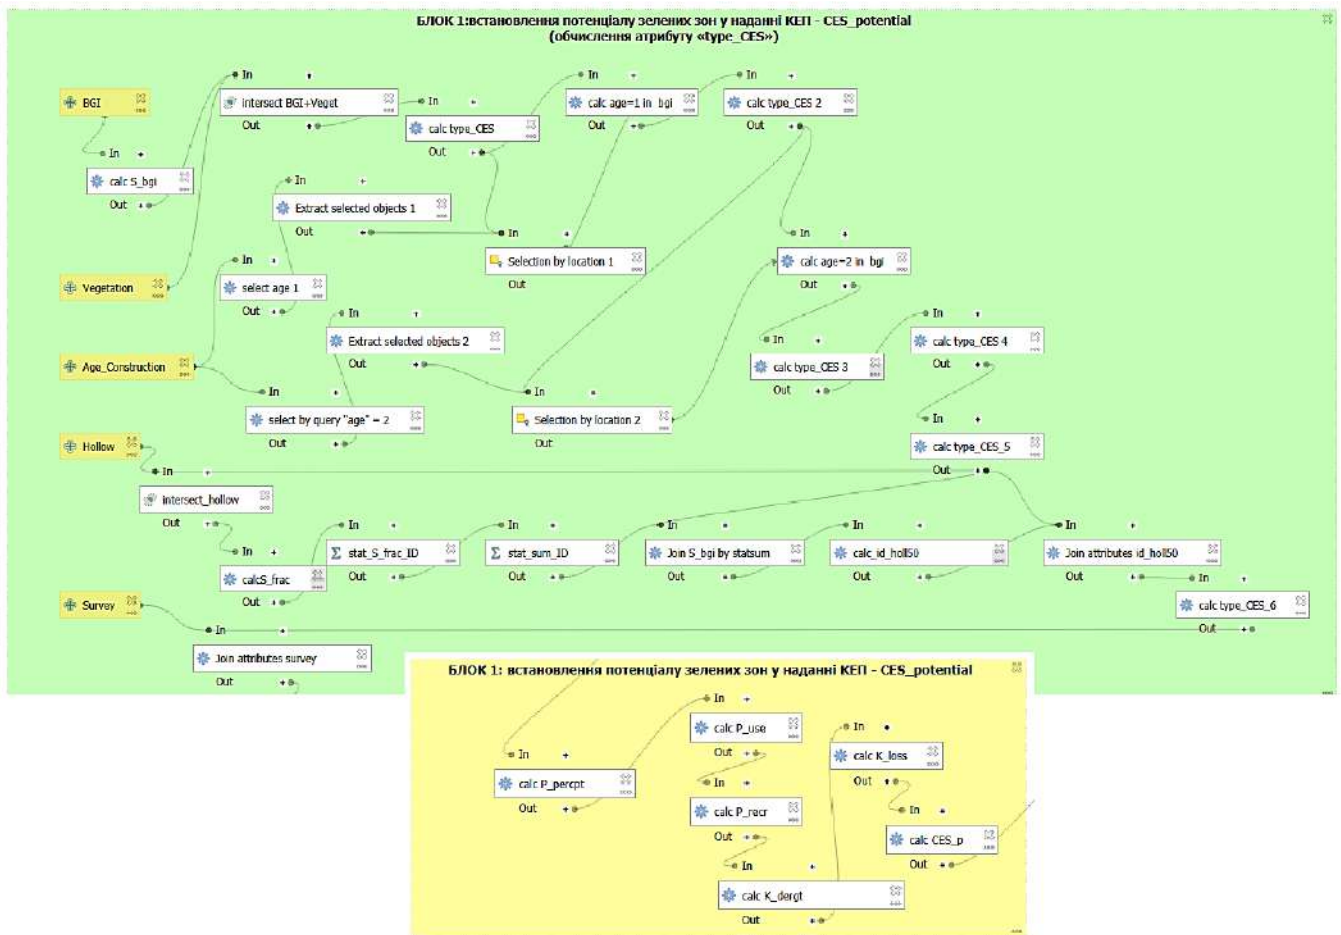 БЛОК 1:встановлення потенціалу зелених зон у наданні КЕП - CES_potential
(обчислення атрибуту «type_CES»)
In
In
In
BGI
intersect BGI+Veget
In
calc age=1 in bgi
calc type_CES 2
Out
calc type_CES
Out
Out
In
Out
calc S_bgi
In
Out
Extract selected objects 1
Out
In
In
In
Selection by location 1
calc age=2 in bgi
Vegetation
select age 1
Out
Out
Out
In
In
Extract selected objects 2
In
calc type_CES 4
Age_Construction
Out
calc type_CES 3
Out
In
In
Out
select by query "age" = 2
Selection by location 2
In
Out
Out
Hollow
calc type_CES_5
In
Out
intersect_hollow
Out
In
In
In
In
In
In
stat_S_frac_ID
stat_sum_ID
Join S_bgi by statsum
calc_id_holl50
Join attributes id_holl50
calcS_frac
Out
Out
Out
Out
Out
In
Out
Survey
calc type_CES_6
In
Out
Join attributes survey
Out
БЛОК 1: встановлення потенціалу зелених зон у наданні КЕП - CES_potential
In
calc P_use
In
In
Out
calc K_loss
calc P_percpt
In
Out
Out
calc P_recr
In
Out
calc CES_p
In
Out
calc K_dergt
Out